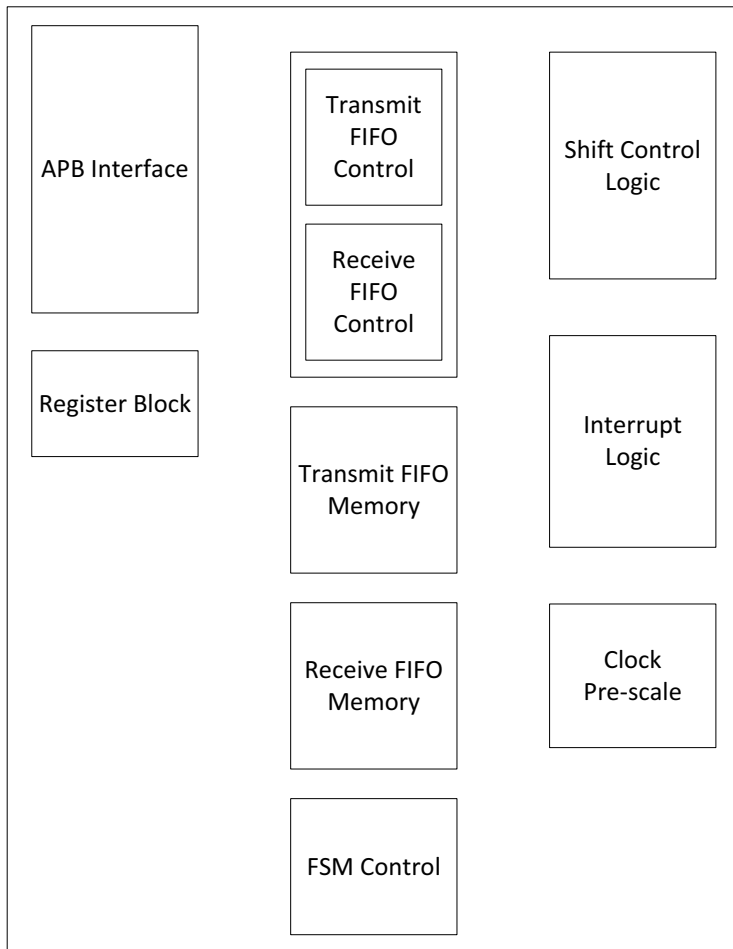 APB Interface
Register Block
Transmit
FIFO
Control
Receive
FIFO
Control
Transmit FIFO
Memory
Receive FIFO
Memory
FSM Control
Shift Control
Logic
Interrupt
Logic
Clock
Pre-scale